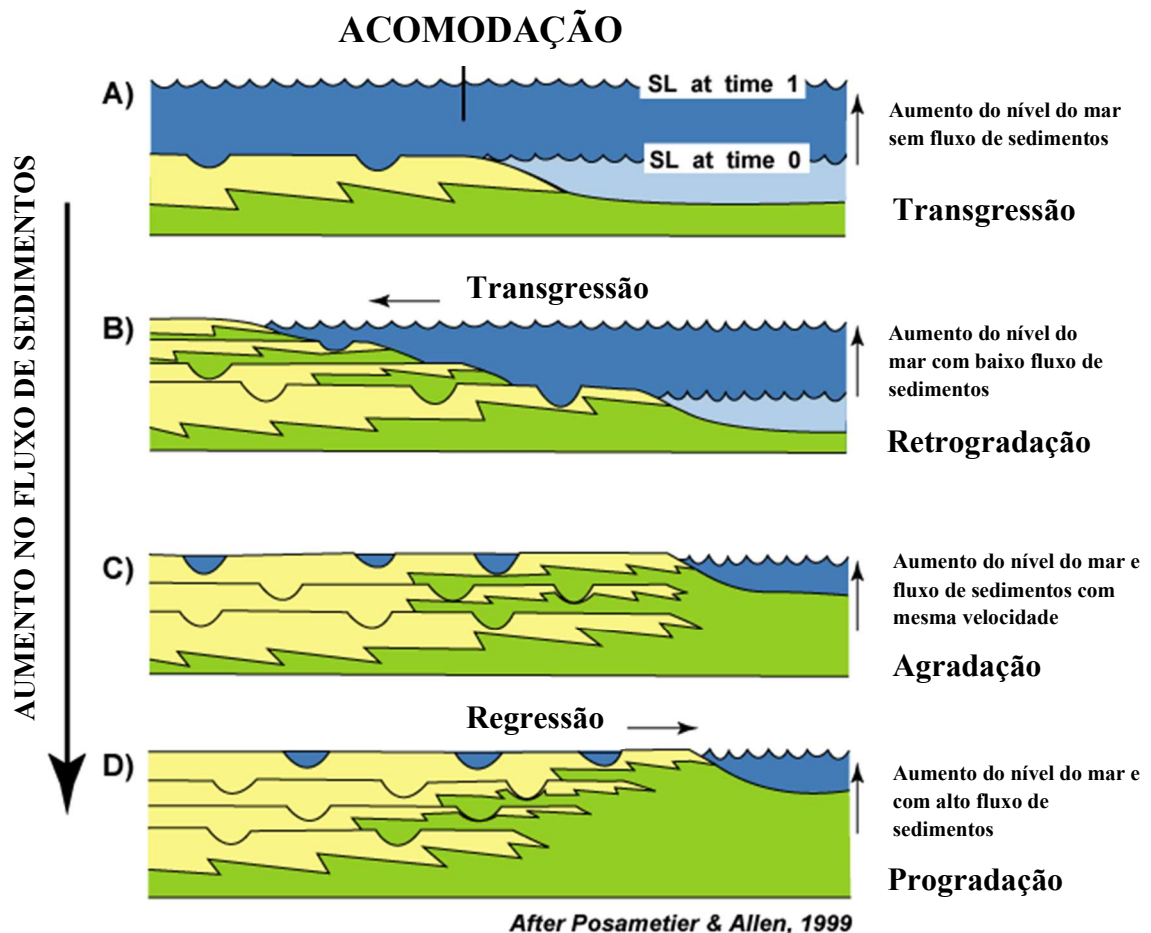 ACOMODAÇÃO
AUMENTO NO FLUXO DE SEDIMENTOS
A)
SL at time 1
SL at time 0
Aumento do nível do mar
sem fluxo de sedimentos
Transgressão
Transgressão
B)
Aumento do nível do
mar com baixo fluxo de
sedimentos
Retrogradação
C)
Aumento do nível do mar e
fluxo de sedimentos com
mesma velocidade
Agradação
Regressão
D)
Aumento do nível do mar e
com alto fluxo de
sedimentos
Progradação
After Posametier & Allen, 1999